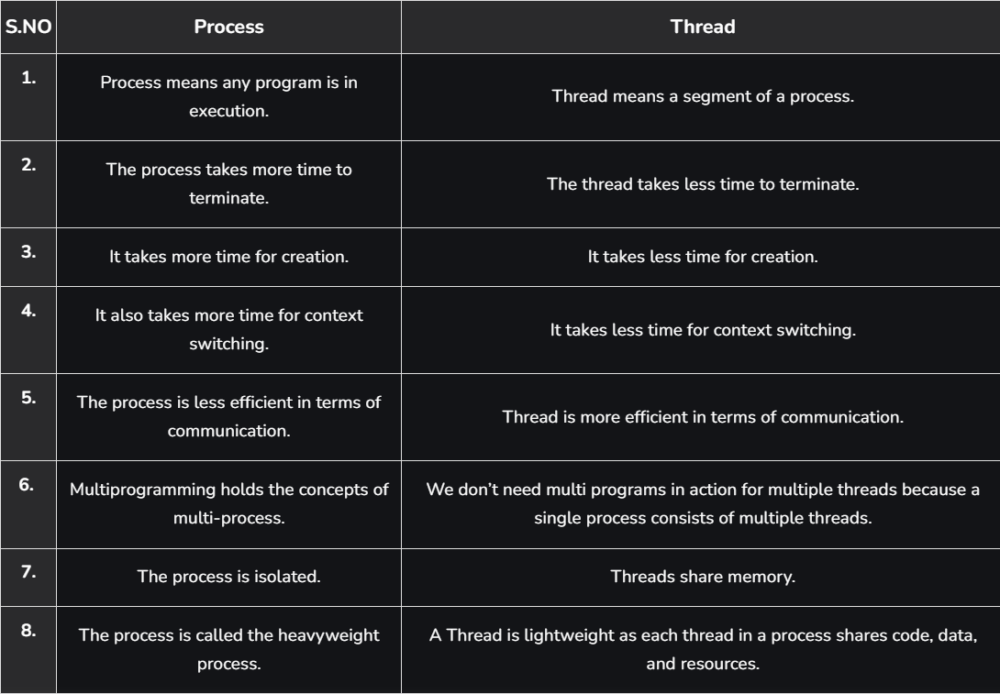 S.NO Process Thread
1. Process means any program is in
execution.
Thread means a segment of a process.
2. The process takes more time to
terminate.
The thread takes less time to terminate.
3. It takes more time for creation. It takes less time for creation.
4. It also takes more time for context
switching.
It takes less time for context switching.
5. The process is less efficient in terms of
communication.
Thread is more efficient in terms of communication.
6. Multiprogramming holds the concepts of
multi-process.
We don’t need multi programs in action for multiple threads because a
single process consists of multiple threads.
7. The process is isolated. Threads share memory.
8. The process is called the heavyweight
process.
A Thread is lightweight as each thread in a process shares code, data,
and resources.